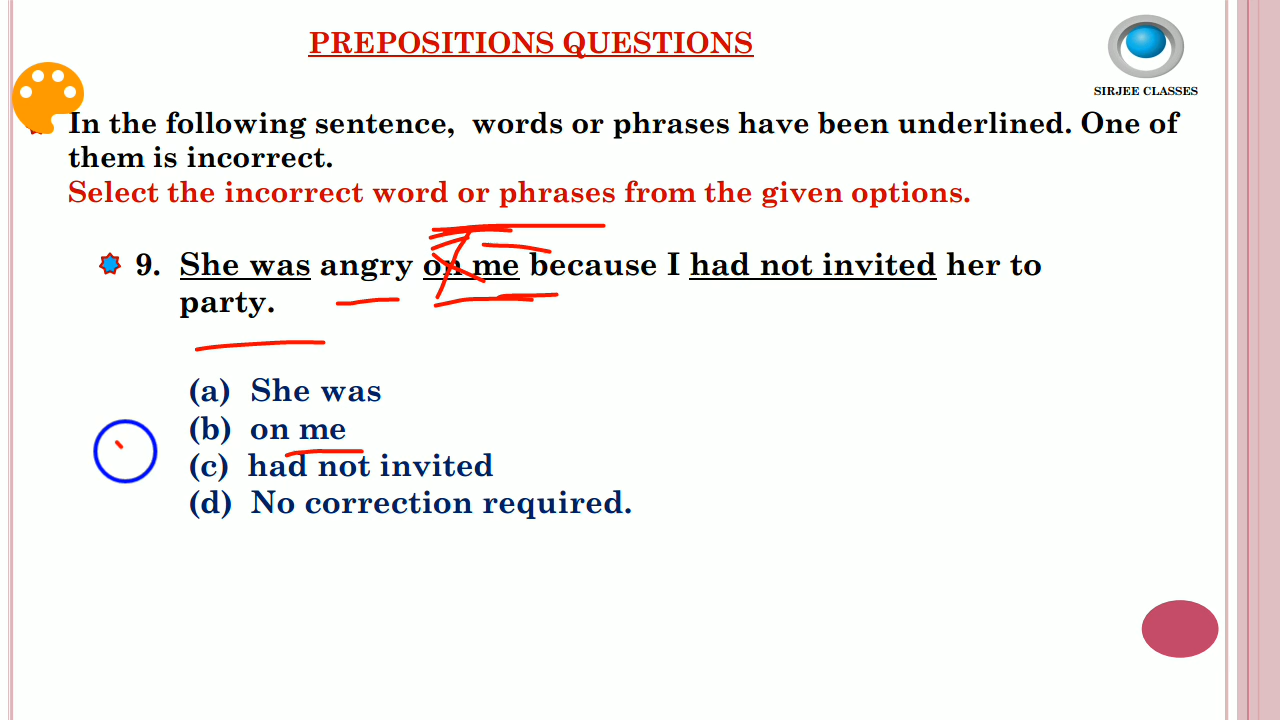 PREPOSITIONS QUESTIONS
SIRJEE CLASSES
In the following sentence, words or phrases have been underlined. One of
them is incorrect.
Select the incorrect word or phrases from the given options.
9. She was angry on me because I had not invited her to
party.
(a) She was
(b) on me
(c) had not invited
(d) No correction required.